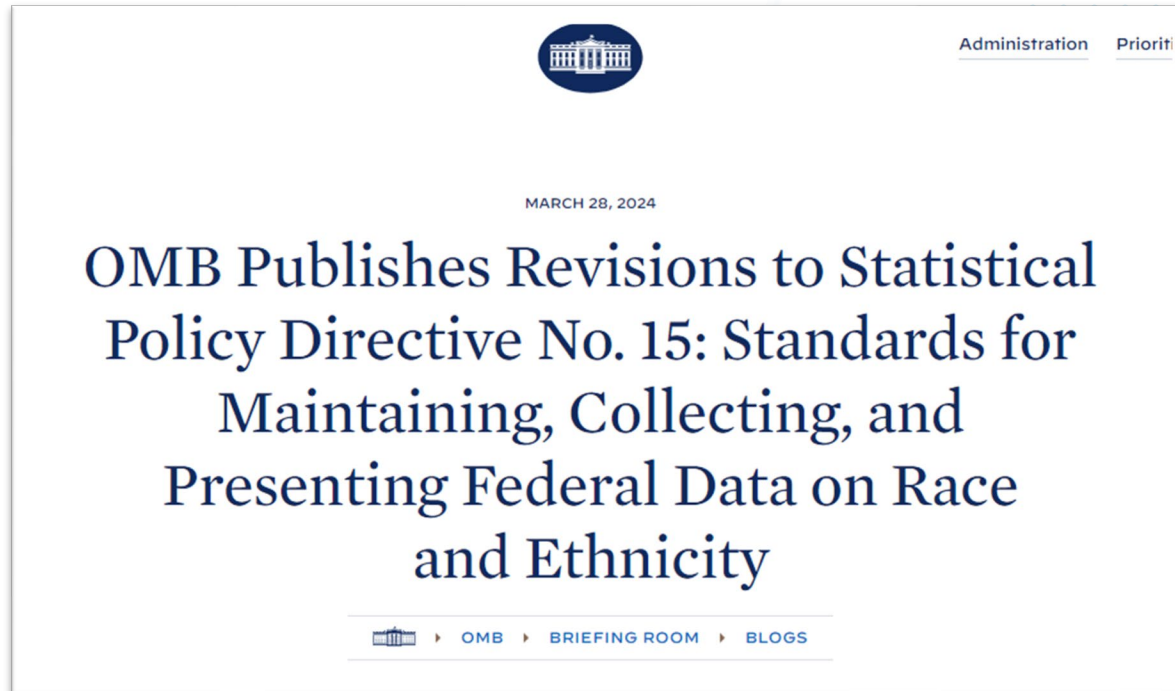 Administration Prioriti
MARCH 28, 2024
OMB Publishes Revisions to Statistical
Policy Directive No. 15: Standards for
Maintaining, Collecting, and
Presenting Federal Data on Race
and Ethnicity
OMB BRIEFING ROOM BLOGS